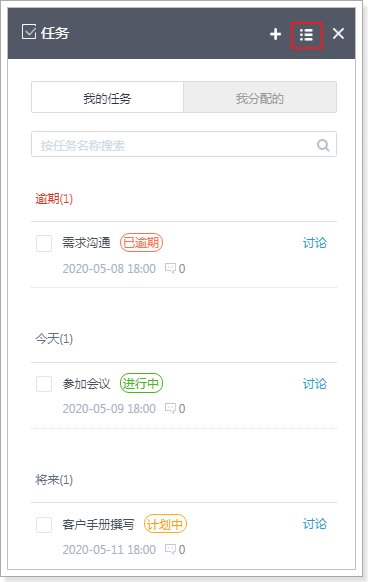 任务
我的任务 我分配的
按任务名称搜索
逾期(1)
需求沟通 已逾期 讨论
2020-05-08 18:00 0
今天(1)
参加会议 进行中 讨论
2020-05-09 18:00 0
将来(1)
客户手册撰写 计划中 讨论
2020-05-11 18:00 0